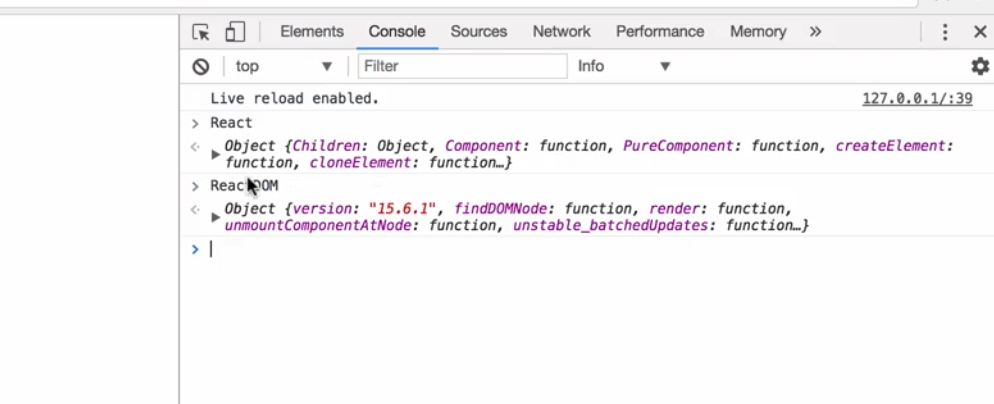 Elements Console Sources Network Performance Memory »
top Filter Info
Live reload enabled. 127.0.0.1/:39
> React
Object {Children: Object, Component: function, PureComponent: function, createElement:
function, cloneElement: function…}
> ReactDOM
Object {version: "15.6.1", findDOMNode: function, render: function,
unmountComponentAtNode: function, unstable_batchedUpdates: function…}
>